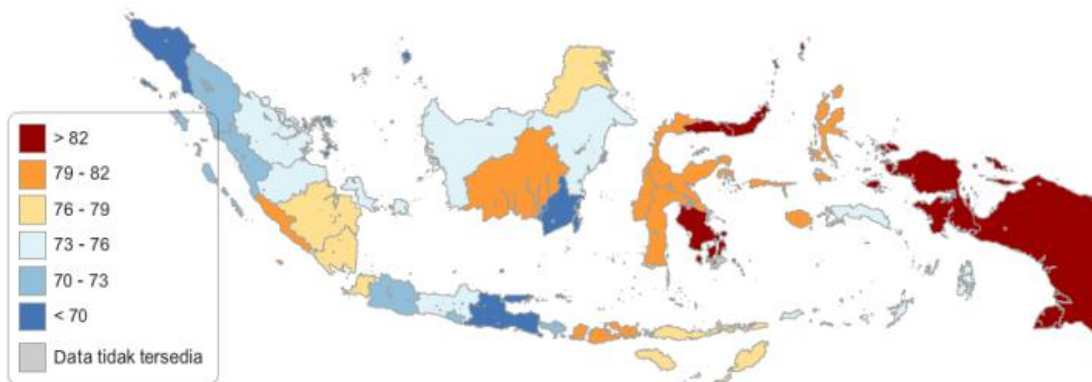 > 82
79 - 82
76 - 79
73 - 76
70 - 73
< 70
Data tidak tersedia